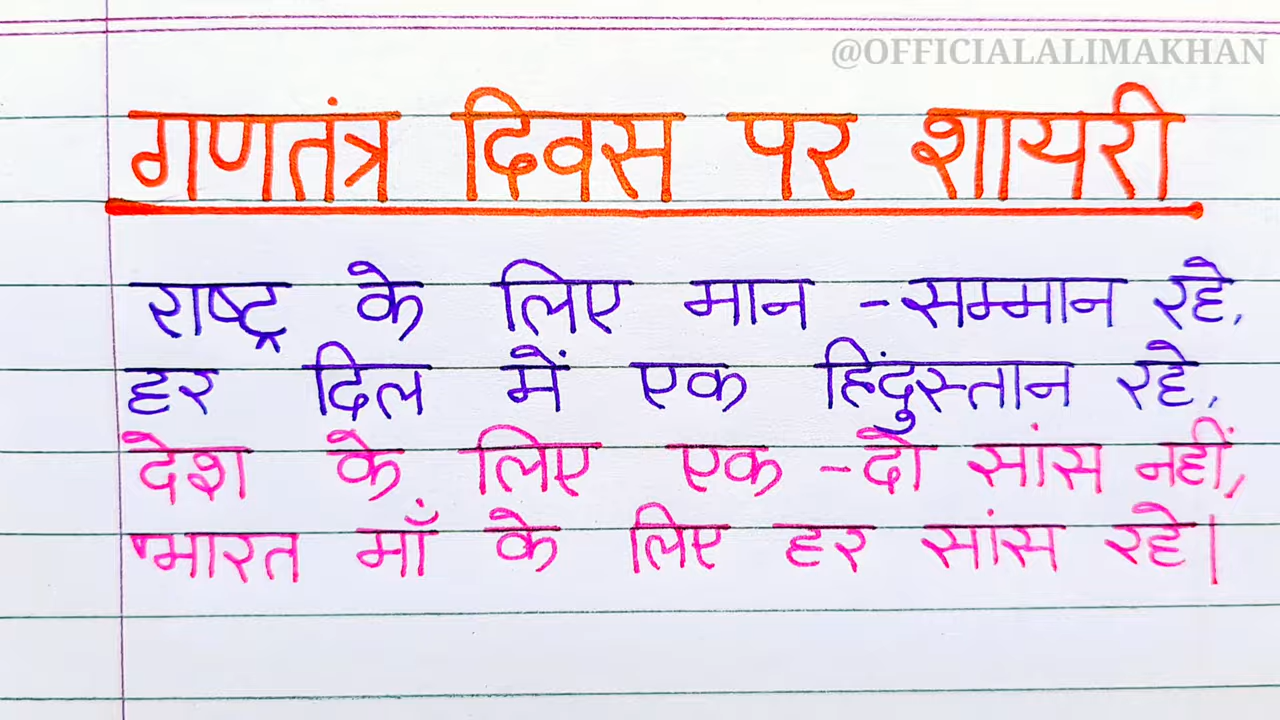 @OFFICIALALIMAKHAN
गणतंत्र दिवस पर शायरी
राष्ट्र के लिए मान -सम्मान रहे,
हर दिल में एक हिंदुस्तान रहे,
देश के लिए एक -दो सांस नहीं,
भारत माँ के लिए हर सांस रहे।